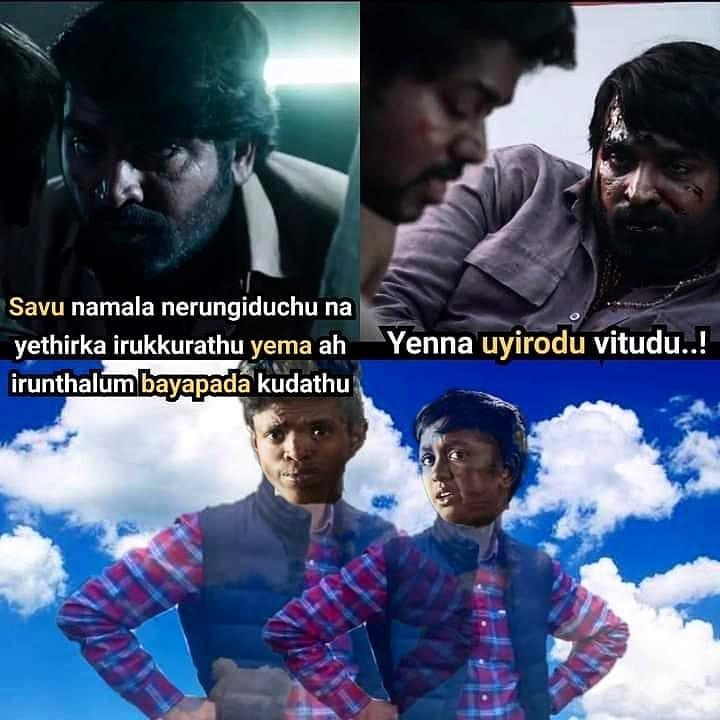 Savu namala nerungiduchu na
yethirka irukkurathu yema ah
irunthalum bayapada kudathu
Yenna uyirodu vitudu..!